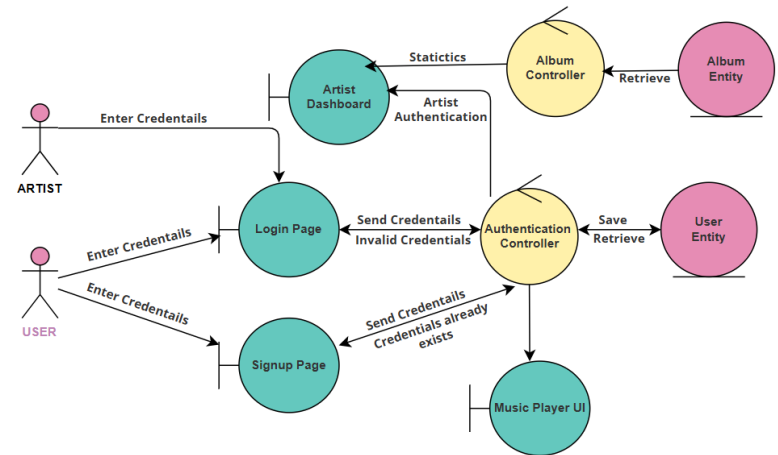 Statictics
Album
Controller
Album
Entity
Retrieve
Artist
Dashboard
Artist
Authentication
Enter Credentails
ARTIST
Login Page
Send Credentails
Invalid Credentials
Authentication
Controller
Save
Retrieve
User
Entity
Enter Credentails
USER
Enter Credentails
Send Credentails
Credentials already
exists
Signup Page
Music Player UI